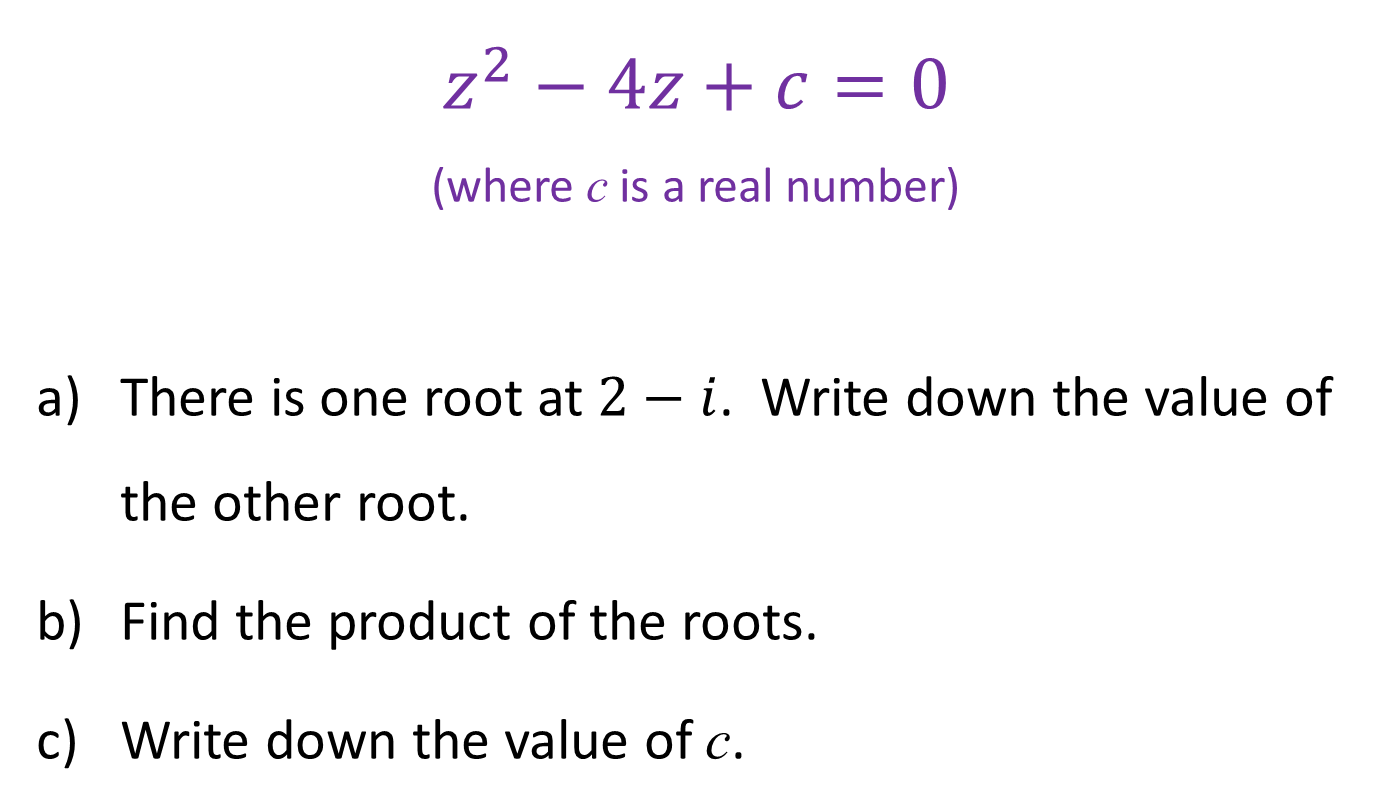 z² − 4z + c = 0
(where c is a real number)
a) There is one root at 2 − i. Write down the value of
the other root.
b) Find the product of the roots.
c) Write down the value of c.